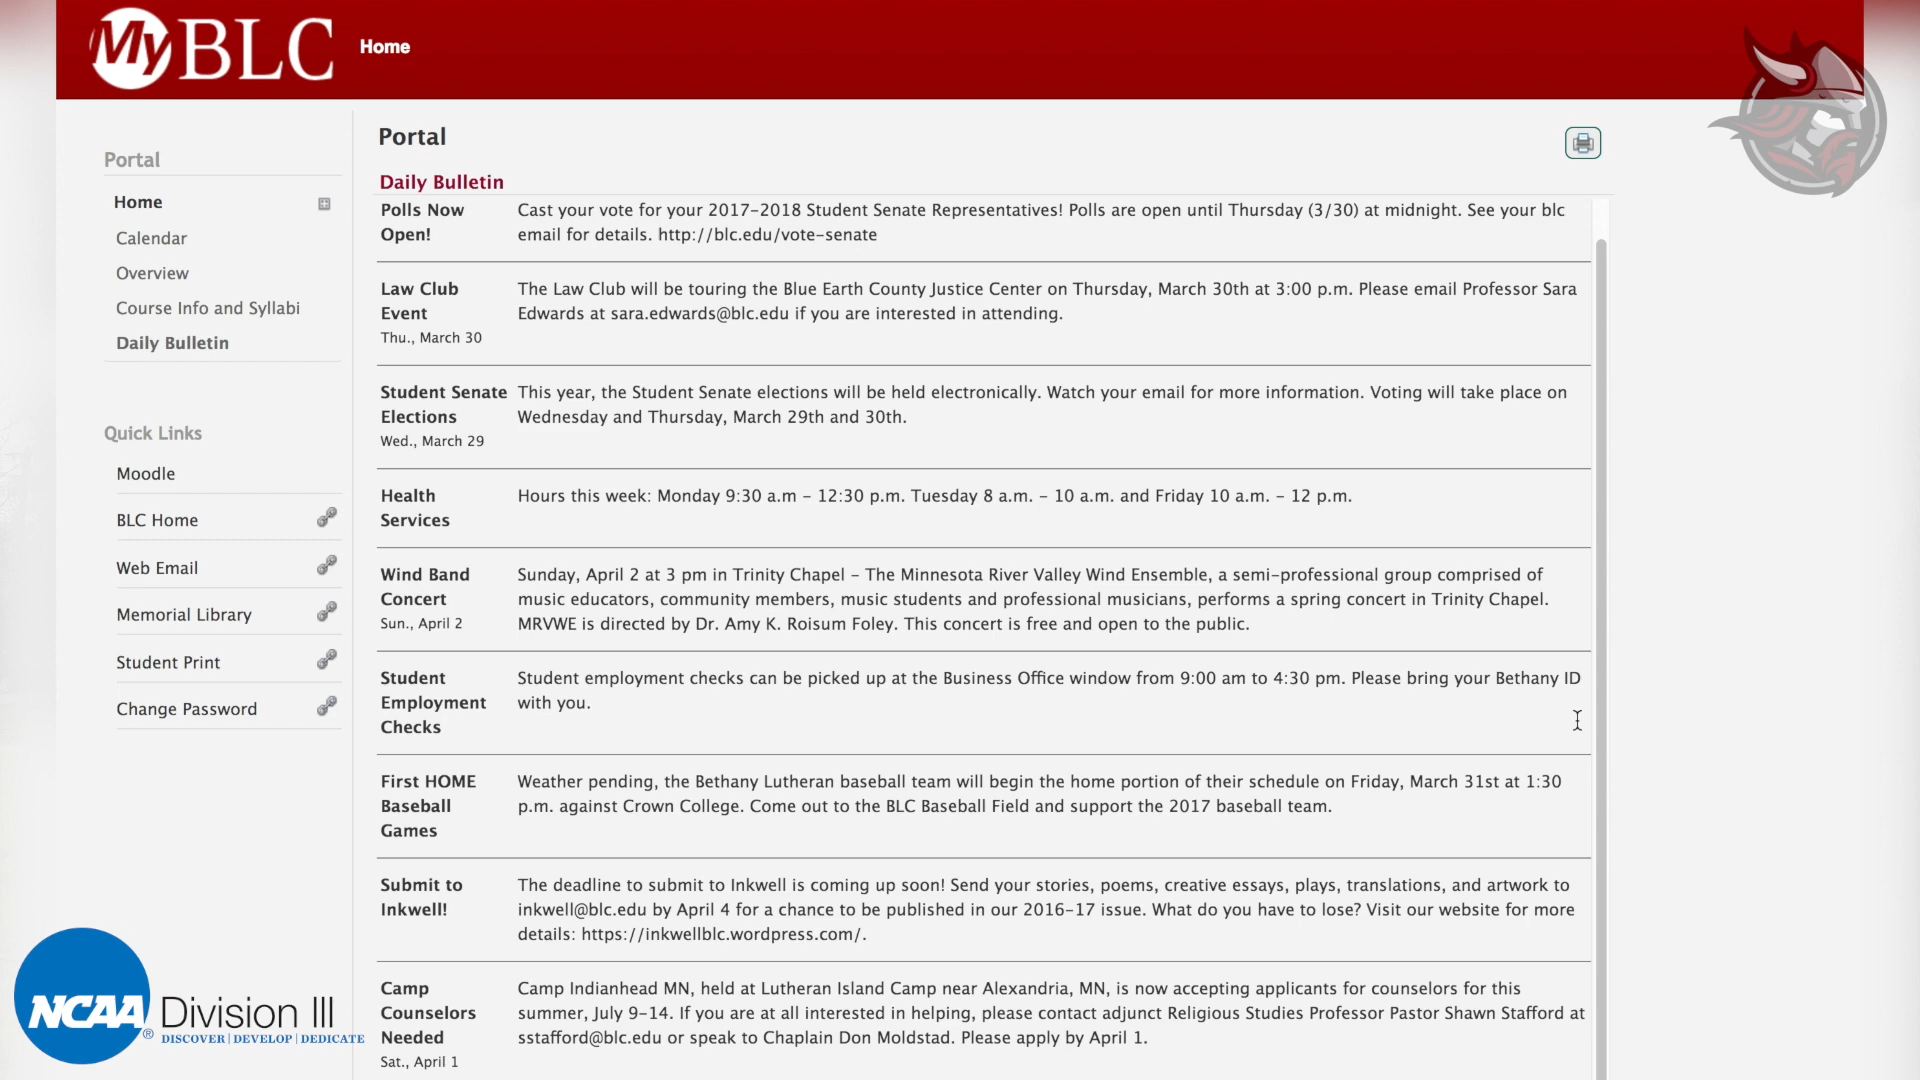 My BLC
Home
Portal
Home
Calendar
Overview
Course Info and Syllabi
Daily Bulletin
Quick Links
Moodle
BLC Home
Web Email
Memorial Library
Student Print
Change Password
Portal
Daily Bulletin
Polls Now
Open!
Cast your vote for your 2017-2018 Student Senate Representatives! Polls are open until Thursday (3/30) at midnight. See your blc
email for details. http://blc.edu/vote-senate
Law Club
Event
Thu., March 30
The Law Club will be touring the Blue Earth County Justice Center on Thursday, March 30th at 3:00 p.m. Please email Professor Sara
Edwards at sara.edwards@blc.edu if you are interested in attending.
Student Senate
Elections
Wed., March 29
This year, the Student Senate elections will be held electronically. Watch your email for more information. Voting will take place on
Wednesday and Thursday, March 29th and 30th.
Health
Services
Hours this week: Monday 9:30 a.m - 12:30 p.m. Tuesday 8 a.m. - 10 a.m. and Friday 10 a.m. - 12 p.m.
Wind Band
Concert
Sun., April 2
Sunday, April 2 at 3 pm in Trinity Chapel - The Minnesota River Valley Wind Ensemble, a semi-professional group comprised of
music educators, community members, music students and professional musicians, performs a spring concert in Trinity Chapel.
MRVWE is directed by Dr. Amy K. Roisum Foley. This concert is free and open to the public.
Student
Employment
Checks
Student employment checks can be picked up at the Business Office window from 9:00 am to 4:30 pm. Please bring your Bethany ID
with you.
First HOME
Baseball
Games
Weather pending, the Bethany Lutheran baseball team will begin the home portion of their schedule on Friday, March 31st at 1:30
p.m. against Crown College. Come out to the BLC Baseball Field and support the 2017 baseball team.
Submit to
Inkwell!
The deadline to submit to Inkwell is coming up soon! Send your stories, poems, creative essays, plays, translations, and artwork to
inkwell@blc.edu by April 4 for a chance to be published in our 2016-17 issue. What do you have to lose? Visit our website for more
details: https://inkwellblc.wordpress.com/.
Camp
Counselors
Needed
Sat., April 1
Camp Indianhead MN, held at Lutheran Island Camp near Alexandria, MN, is now accepting applicants for counselors for this
summer, July 9-14. If you are at all interested in helping, please contact adjunct Religious Studies Professor Pastor Shawn Stafford at
sstafford@blc.edu or speak to Chaplain Don Moldstad. Please apply by April 1.
NCAA® Division III
DISCOVER | DEVELOP | DEDICATE